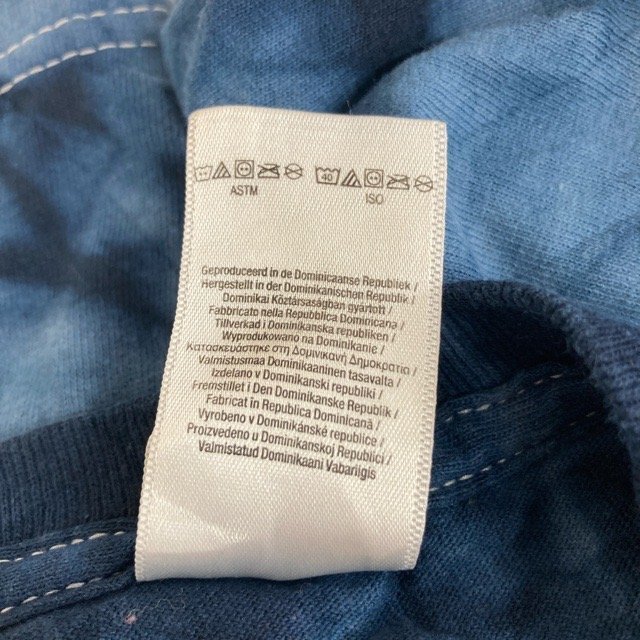 40
ASTM ISO
Geproduceerd in de Dominicaanse Republiek /
Hergestellt in der Dominikanischen Republik /
Dominikai Köztársaságban gyártott /
Fabbricato nella Repubblica Dominicana /
Tillverkad i Dominikanska republiken /
Wyprodukowano na Dominikanie /
Κατασκευάστηκε στη Δομινικανή Δημοκρατία /
Valmistusmaa Dominikaaninen tasavalta /
Izdelano v Dominikanski republiki /
Fremstillet i Den Dominikanske Republik /
Fabricat in Republica Dominicană /
Vyrobeno v Dominikánské republice /
Proizvedeno u Dominikanskoj Republici /
Valmistatud Dominikaani Vabariigis